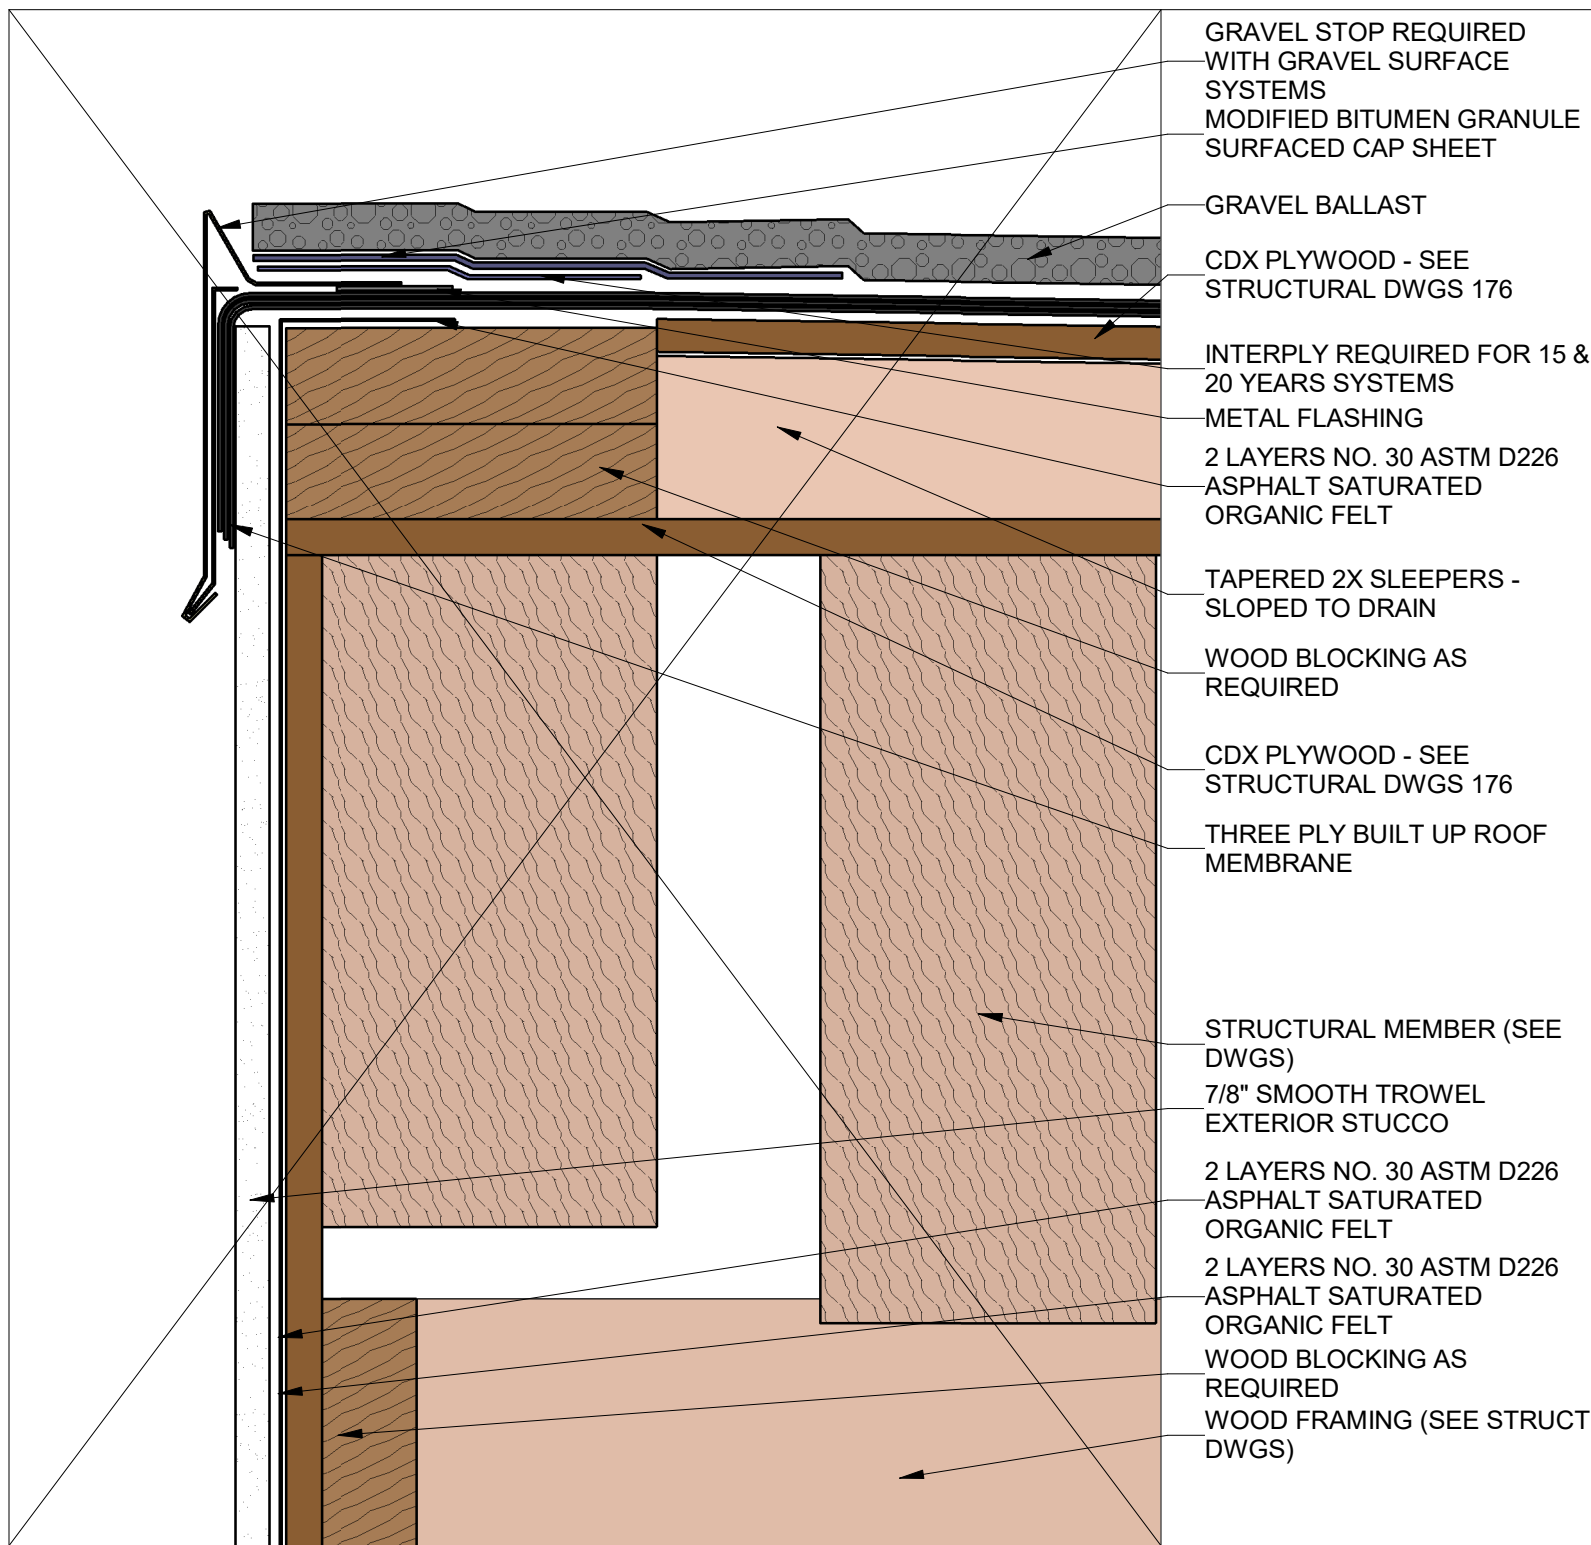 GRAVEL STOP REQUIRED
WITH GRAVEL SURFACE
SYSTEMS
MODIFIED BITUMEN GRANULE
SURFACED CAP SHEET
GRAVEL BALLAST
CDX PLYWOOD - SEE
STRUCTURAL DWGS 176
INTERPLY REQUIRED FOR 15 &
20 YEARS SYSTEMS
METAL FLASHING
2 LAYERS NO. 30 ASTM D226
ASPHALT SATURATED
ORGANIC FELT
TAPERED 2X SLEEPERS -
SLOPED TO DRAIN
WOOD BLOCKING AS
REQUIRED
CDX PLYWOOD - SEE
STRUCTURAL DWGS 176
THREE PLY BUILT UP ROOF
MEMBRANE
STRUCTURAL MEMBER (SEE
DWGS)
7/8" SMOOTH TROWEL
EXTERIOR STUCCO
2 LAYERS NO. 30 ASTM D226
ASPHALT SATURATED
ORGANIC FELT
2 LAYERS NO. 30 ASTM D226
ASPHALT SATURATED
ORGANIC FELT
WOOD BLOCKING AS
REQUIRED
WOOD FRAMING (SEE STRUCT
DWGS)